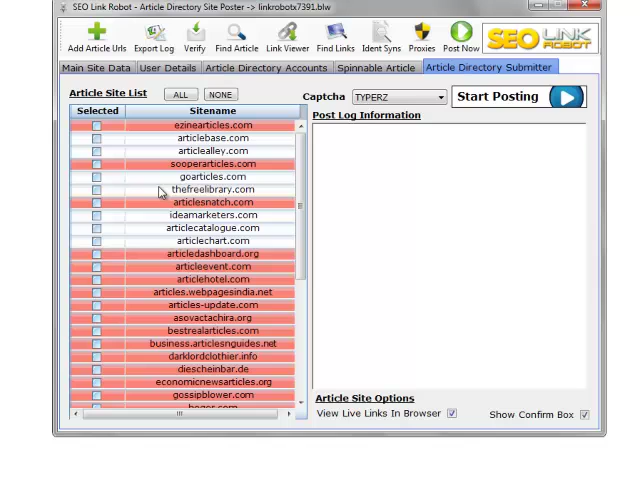 SEO Link Robot - Article Directory Site Poster -> linkrobotx7391.blw
Add Article Urls Export Log Verify Find Article Link Viewer Find Links Ident Syns Proxies Post Now
SEO LINK ROBOT
Main Site Data User Details Article Directory Accounts Spinnable Article Article Directory Submitter
Article Site List ALL NONE
Captcha TYPERZ Start Posting
Selected Sitename
Post Log Information
ezinearticles.com
articlebase.com
articlealley.com
sooperarticles.com
goarticles.com
thefreelibrary.com
articlesnatch.com
ideamarketers.com
articlecatalogue.com
articlechart.com
articledashboard.org
articleevent.com
articlehotel.com
articles.webpagesindia.net
articles-update.com
asovactachira.org
bestrealarticles.com
business.articlesnguides.net
darklordclothier.info
diescheinbar.de
economicnewsarticles.org
gossipblower.com
Article Site Options
View Live Links In Browser Show Confirm Box